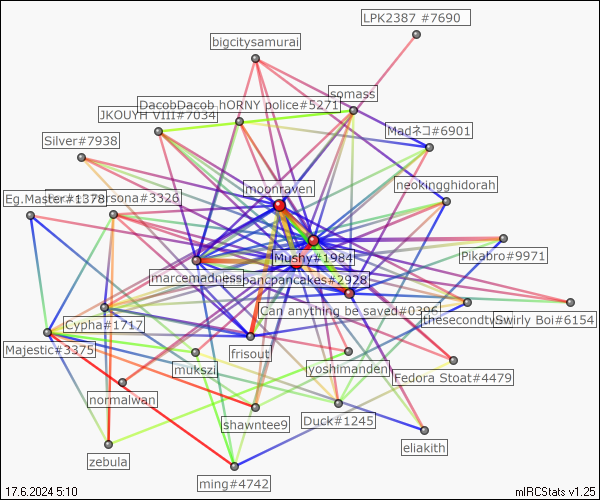 LPK2387 #7690
bigcitysamurai
somass
DacobDacob hORNY police#5271
JKOUYH VIII#7034
Madネコ#6901
Silver#7938
moonraven
neokingghidorah
Eg.Master#1378
rsona#3326
Mushy#1984
Pikabro#9971
marcemadness
pancpancakes#2928
Can anything be saved#0396
thesecondty
Swirly Boi#6154
Cypha#1717
Majestic#3375
frisout
mukszi
yoshimanden
Fedora Stoat#4479
normalwan
shawntee9
Duck#1245
eliakith
zebula
ming#4742
17.6.2024 5:10
mIRCStats v1.25